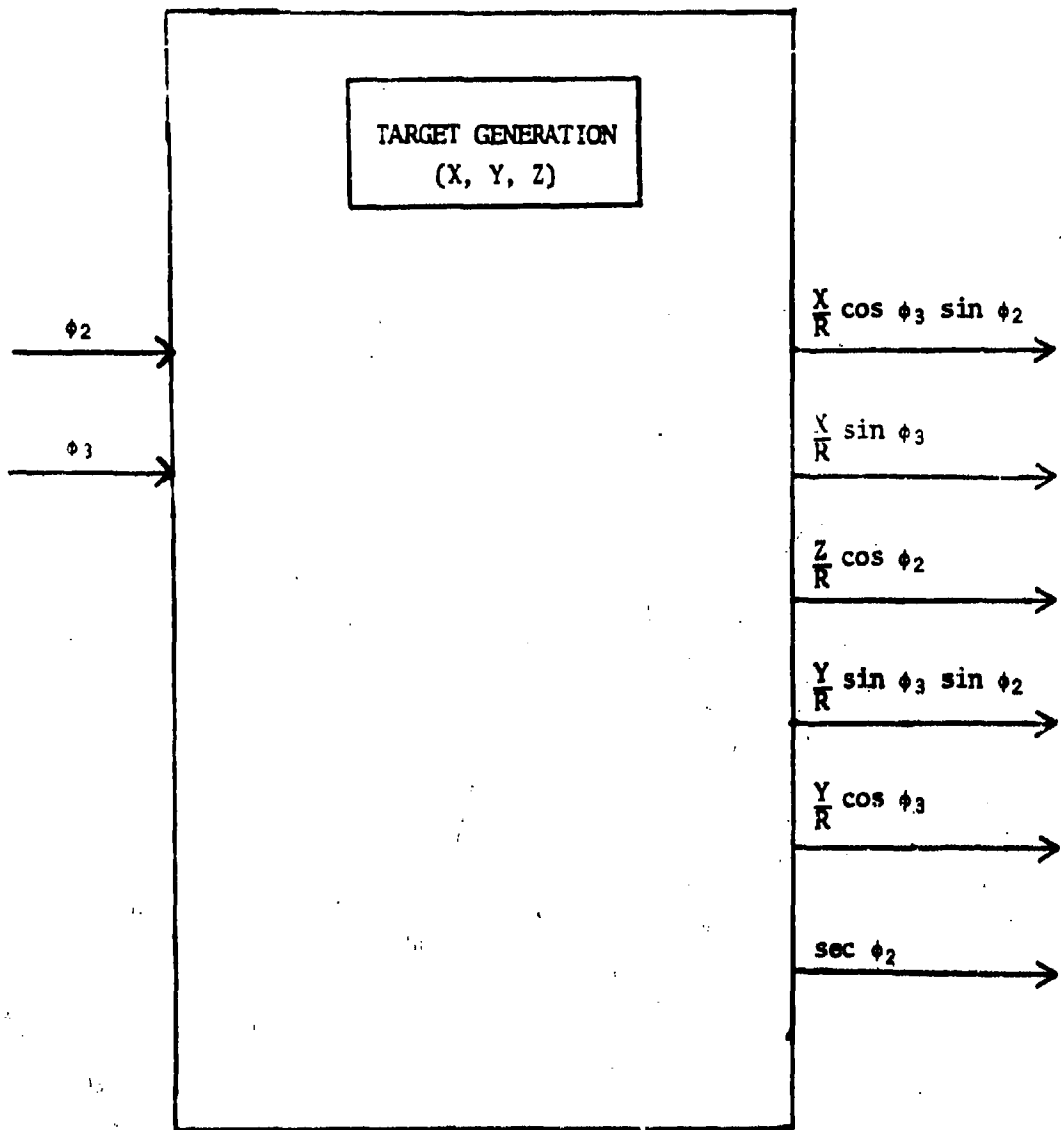 TARGET GENERATION
(X, Y, Z)
ϕ2
ϕ3
X/R cos ϕ3 sin ϕ2
X/R sin ϕ3
Z/R cos ϕ2
Y/R sin ϕ3 sin ϕ2
Y/R cos ϕ3
sec ϕ2